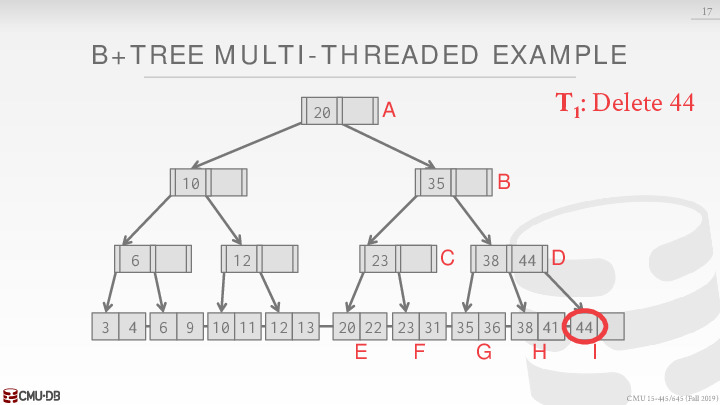 17
B+TREE MULTI-THREADED EXAMPLE
T1: Delete 44
20 A
10 35 B
6 12 23 C 38 44 D
3 4 6 9 10 11 12 13 20 22 23 31 35 36 38 41 44
E F G H I
CMU·DB
CMU 15-445/645 (Fall 2019)